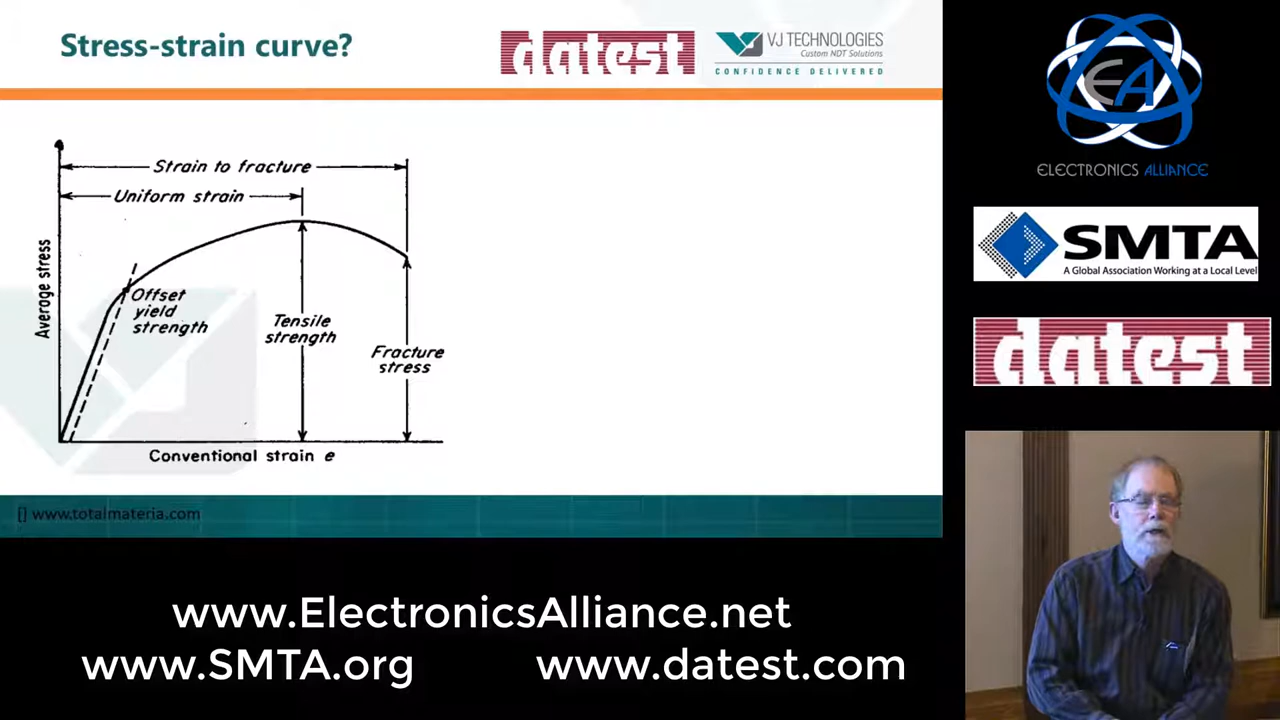 Stress-strain curve?
datest
VJ TECHNOLOGIES
Custom NDT Solutions
CONFIDENCE DELIVERED
Strain to fracture
Uniform strain
Average stress
Offset
yield
strength
Tensile
strength
Fracture
stress
Conventional strain e
[] www.totalmateria.com
EA
ELECTRONICS ALLIANCE
SMTA
A Global Association Working at a Local Level
datest
www.ElectronicsAlliance.net
www.SMTA.org
www.datest.com